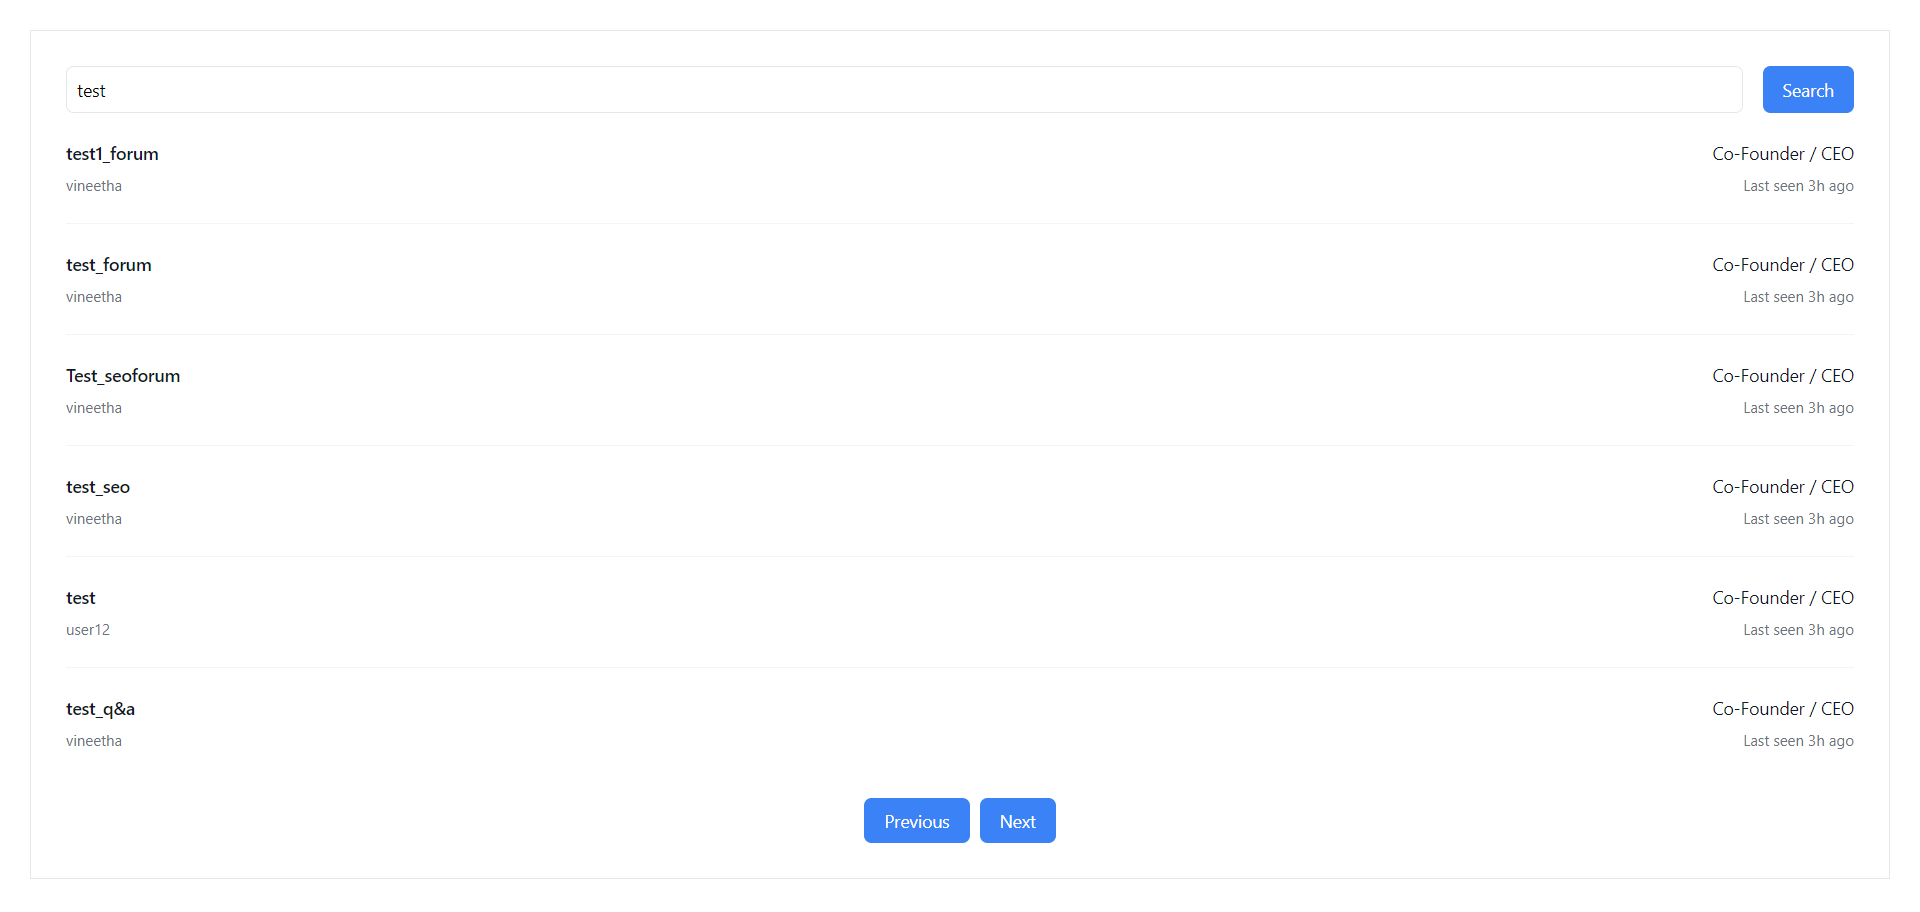 test
Search
test1_forum
Co-Founder / CEO
vineetha
Last seen 3h ago
test_forum
Co-Founder / CEO
vineetha
Last seen 3h ago
Test_seoforum
Co-Founder / CEO
vineetha
Last seen 3h ago
test_seo
Co-Founder / CEO
vineetha
Last seen 3h ago
test
Co-Founder / CEO
user12
Last seen 3h ago
test_q&a
Co-Founder / CEO
vineetha
Last seen 3h ago
Previous
Next